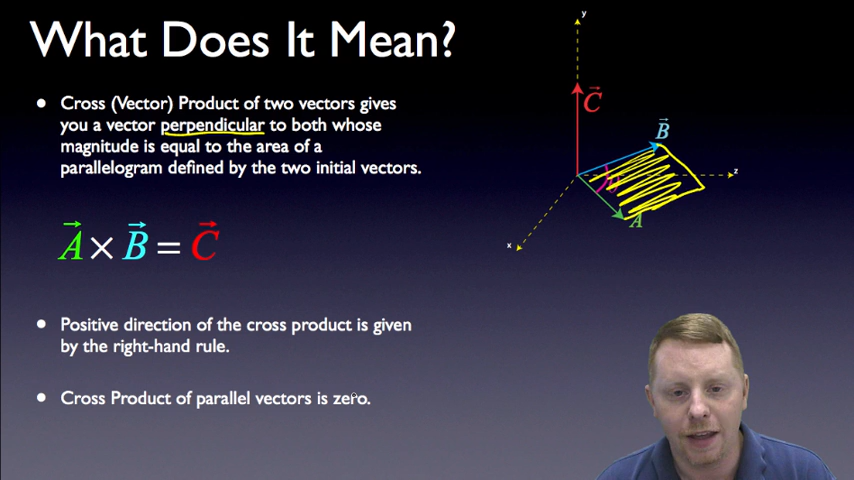 What Does It Mean?
• Cross (Vector) Product of two vectors gives
you a vector perpendicular to both whose
magnitude is equal to the area of a
parallelogram defined by the two initial vectors.
A × B = C
• Positive direction of the cross product is given
by the right-hand rule.
• Cross Product of parallel vectors is zero.
y
C
B
z
A
x